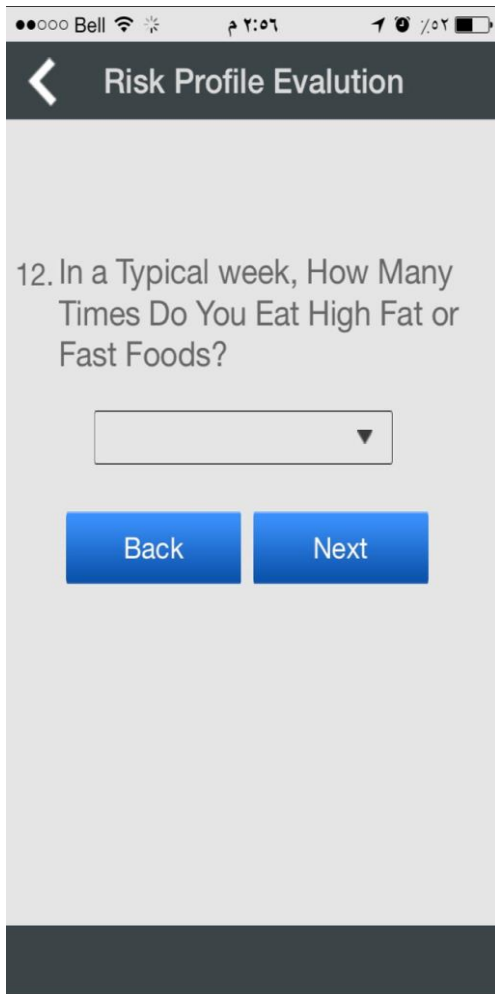 Bell ٢:٥٦ م ٪٥٢
Risk Profile Evalution
12. In a Typical week, How Many
Times Do You Eat High Fat or
Fast Foods?
Back Next